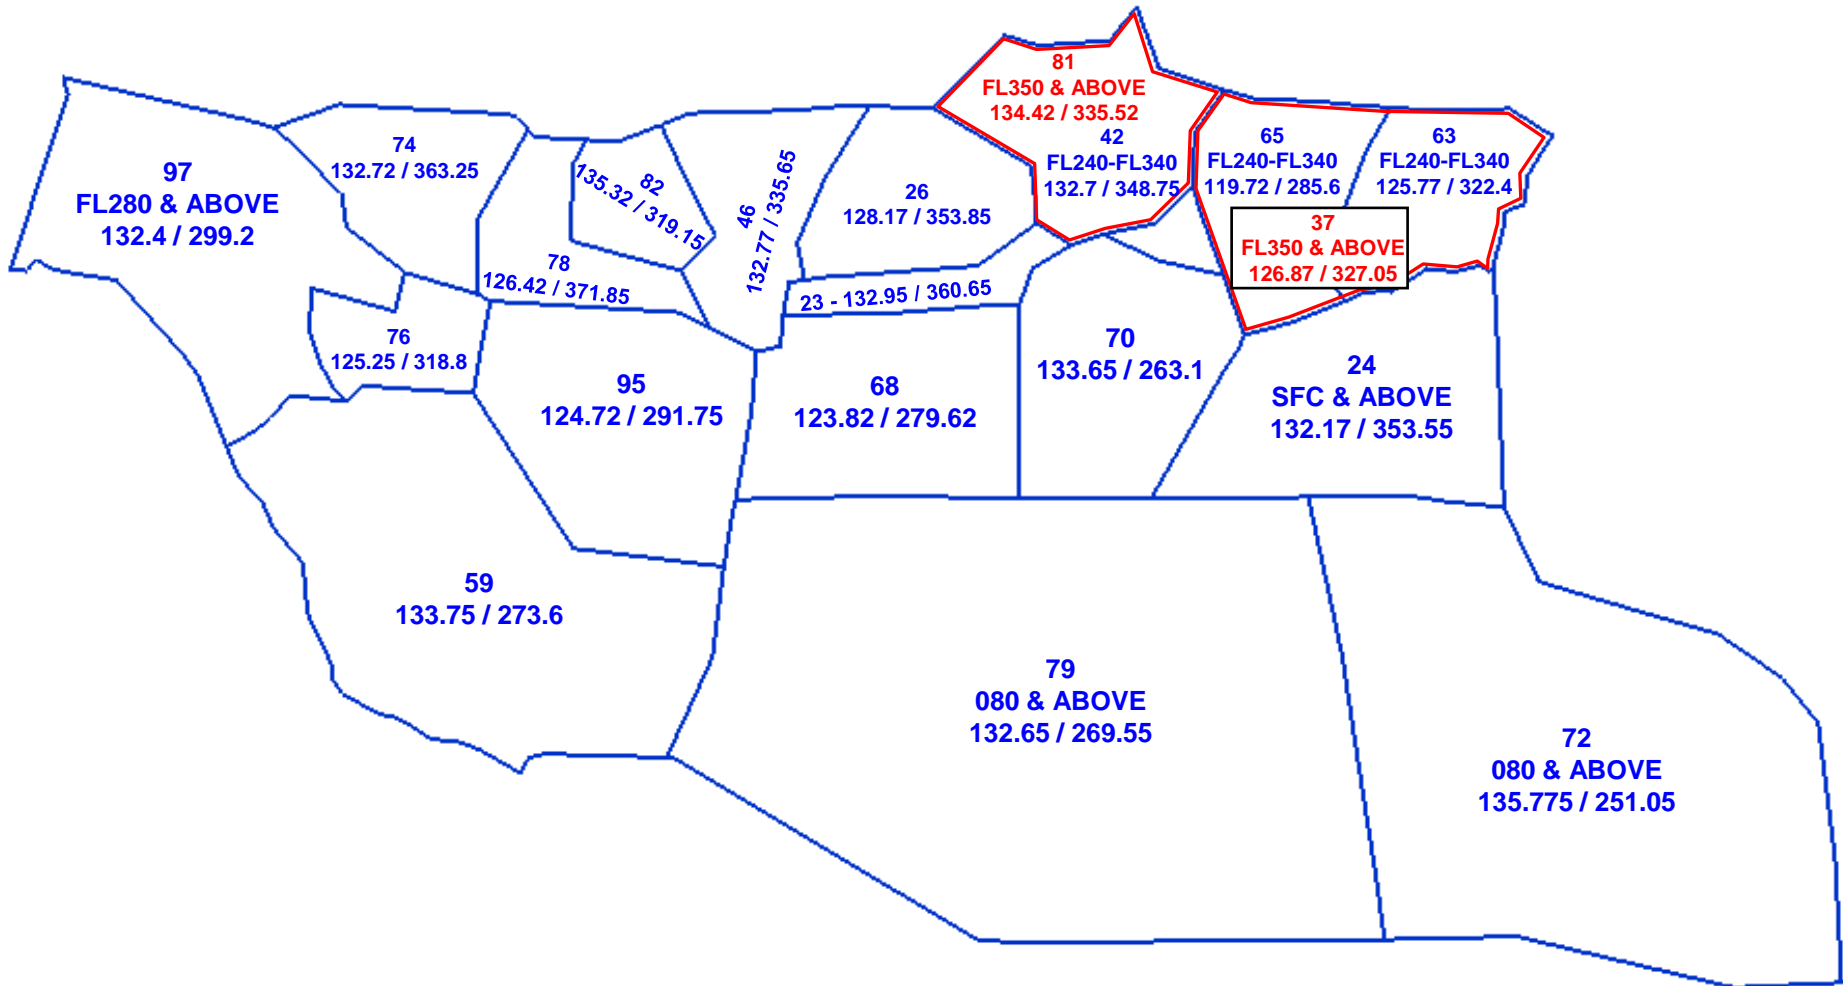 81
FL350 & ABOVE
134.42 / 335.52
42
FL240-FL340
132.7 / 348.75
65
FL240-FL340
119.72 / 285.6
63
FL240-FL340
125.77 / 322.4
37
FL350 & ABOVE
126.87 / 327.05
97
FL280 & ABOVE
132.4 / 299.2
74
132.72 / 363.25
82
135.32 / 319.15
46
132.77 / 335.65
26
128.17 / 353.85
78
126.42 / 371.85
23 - 132.95 / 360.65
76
125.25 / 318.8
95
124.72 / 291.75
68
123.82 / 279.62
70
133.65 / 263.1
24
SFC & ABOVE
132.17 / 353.55
59
133.75 / 273.6
79
080 & ABOVE
132.65 / 269.55
72
080 & ABOVE
135.775 / 251.05